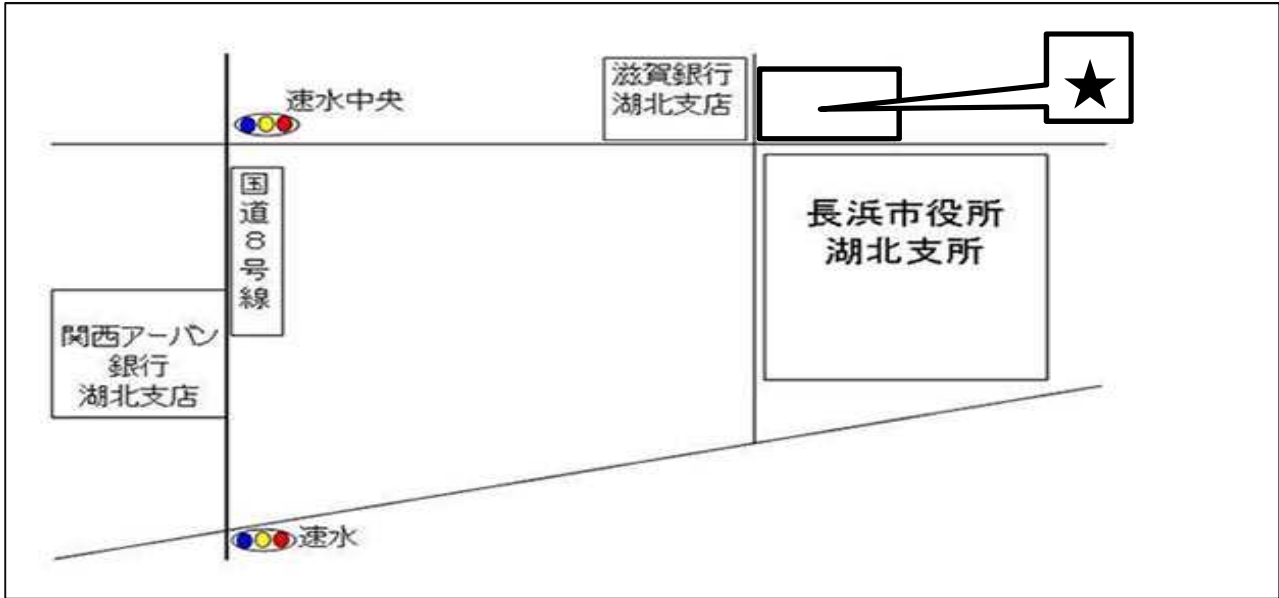 滋賀銀行
湖北支店
★
速水中央
国道8号線
長浜市役所
湖北支所
関西アーバン
銀行
湖北支店
速水